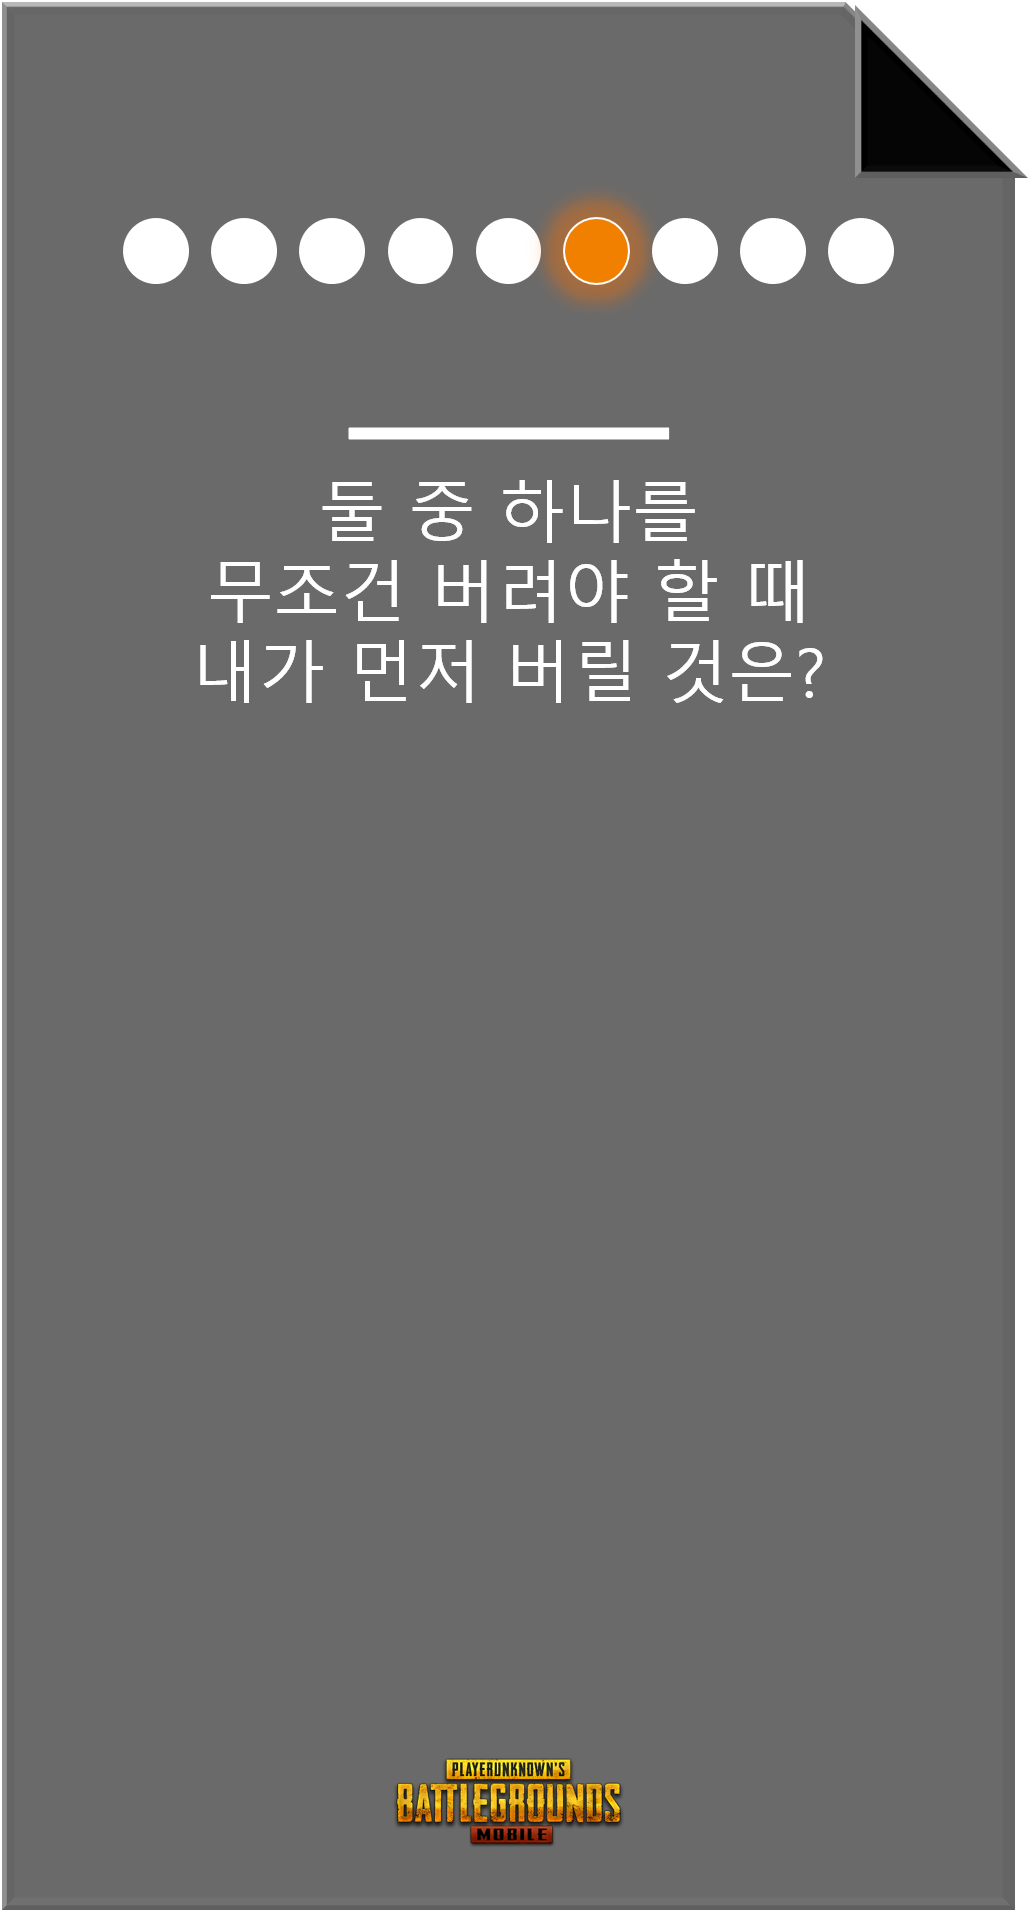 둘 중 하나를
무조건 버려야 할 때
내가 먼저 버릴 것은?
PLAYERUNKNOWN'S
BATTLEGROUNDS
MOBILE